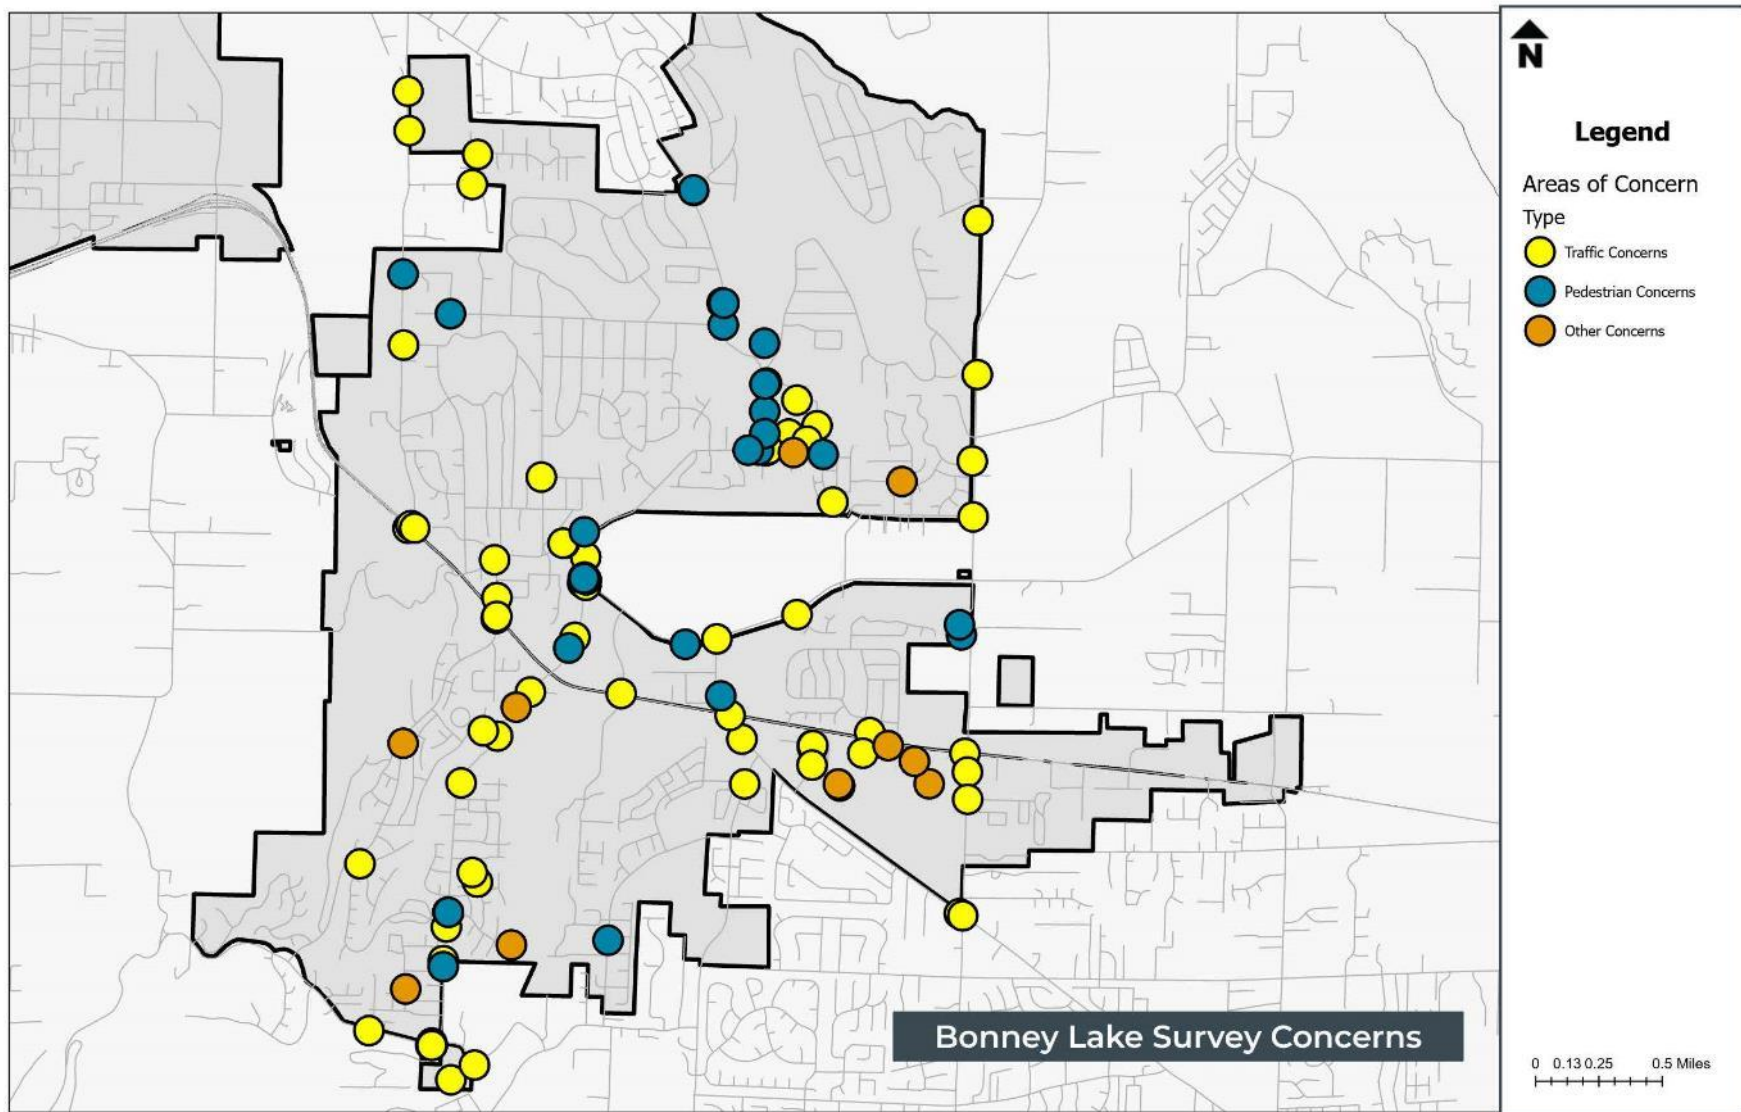 N
Legend
Areas of Concern
Type
Traffic Concerns
Pedestrian Concerns
Other Concerns
Bonney Lake Survey Concerns
0 0.13 0.25 0.5 Miles